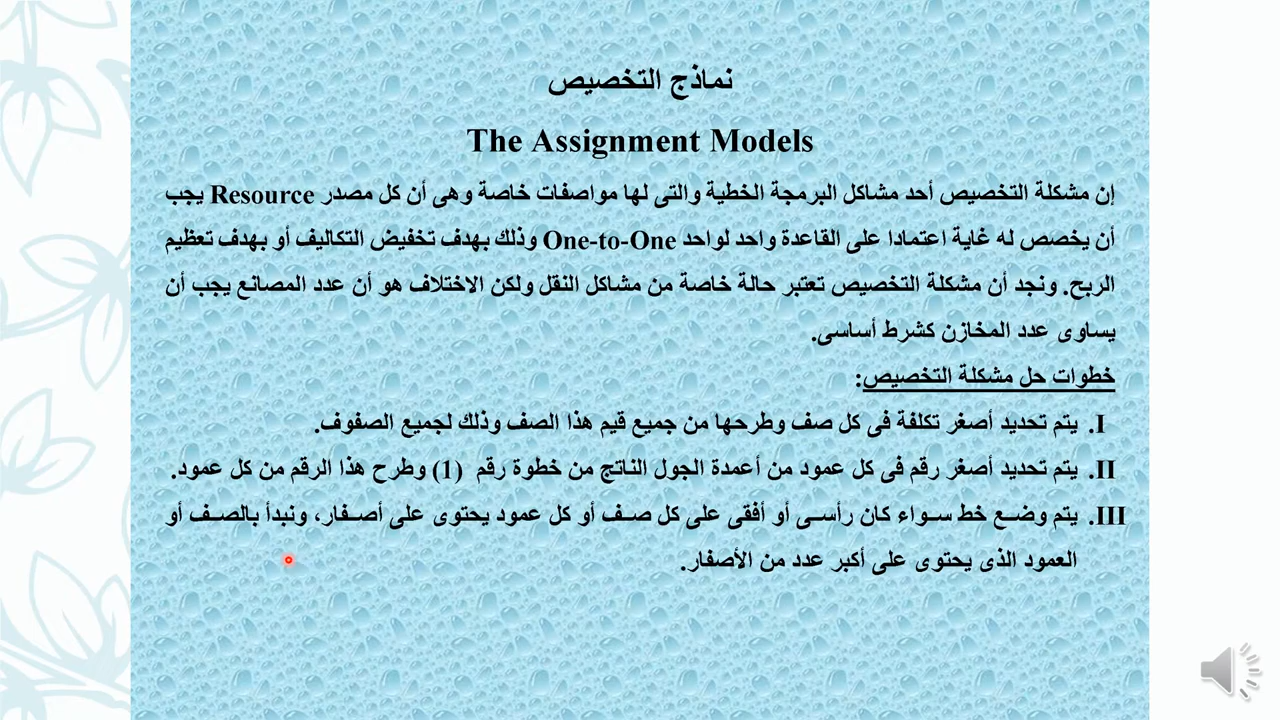 نماذج التخصيص
The Assignment Models
إن مشكلة التخصيص أحد مشاكل البرمجة الخطية والتى لها مواصفات خاصة وهى أن كل مصدر Resource يجب
أن يخصص له غاية اعتمادا على القاعدة واحد لواحد One-to-One وذلك بهدف تخفيض التكاليف أو بهدف تعظيم
الربح. ونجد أن مشكلة التخصيص تعتبر حالة خاصة من مشاكل النقل ولكن الاختلاف هو أن عدد المصانع يجب أن
يساوى عدد المخازن كشرط أساسى.
خطوات حل مشكلة التخصيص:
I. يتم تحديد أصغر تكلفة فى كل صف وطرحها من جميع قيم هذا الصف وذلك لجميع الصفوف.
II. يتم تحديد أصغر رقم فى كل عمود من أعمدة الجول الناتج من خطوة رقم (1) وطرح هذا الرقم من كل عمود.
III. يتم وضع خط سواء كان رأسى أو أفقى على كل صف أو كل عمود يحتوى على أصفار، ونبدأ بالصف أو
العمود الذى يحتوى على أكبر عدد من الأصفار.